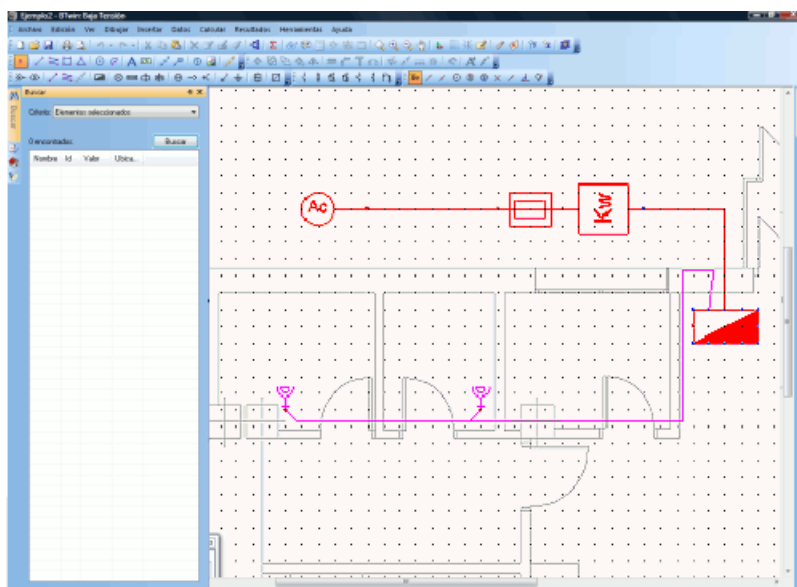 Ejemplo2 - BTwin: Baja Tensión
Archivo Edición Ver Dibujar Insertar Datos Calcular Resultados Herramientas Ayuda
Buscar
Buscar
Criterio: Elementos seleccionados
0 encontrados
Buscar
Nombre Id Valor Ubica...
Ac
Kw